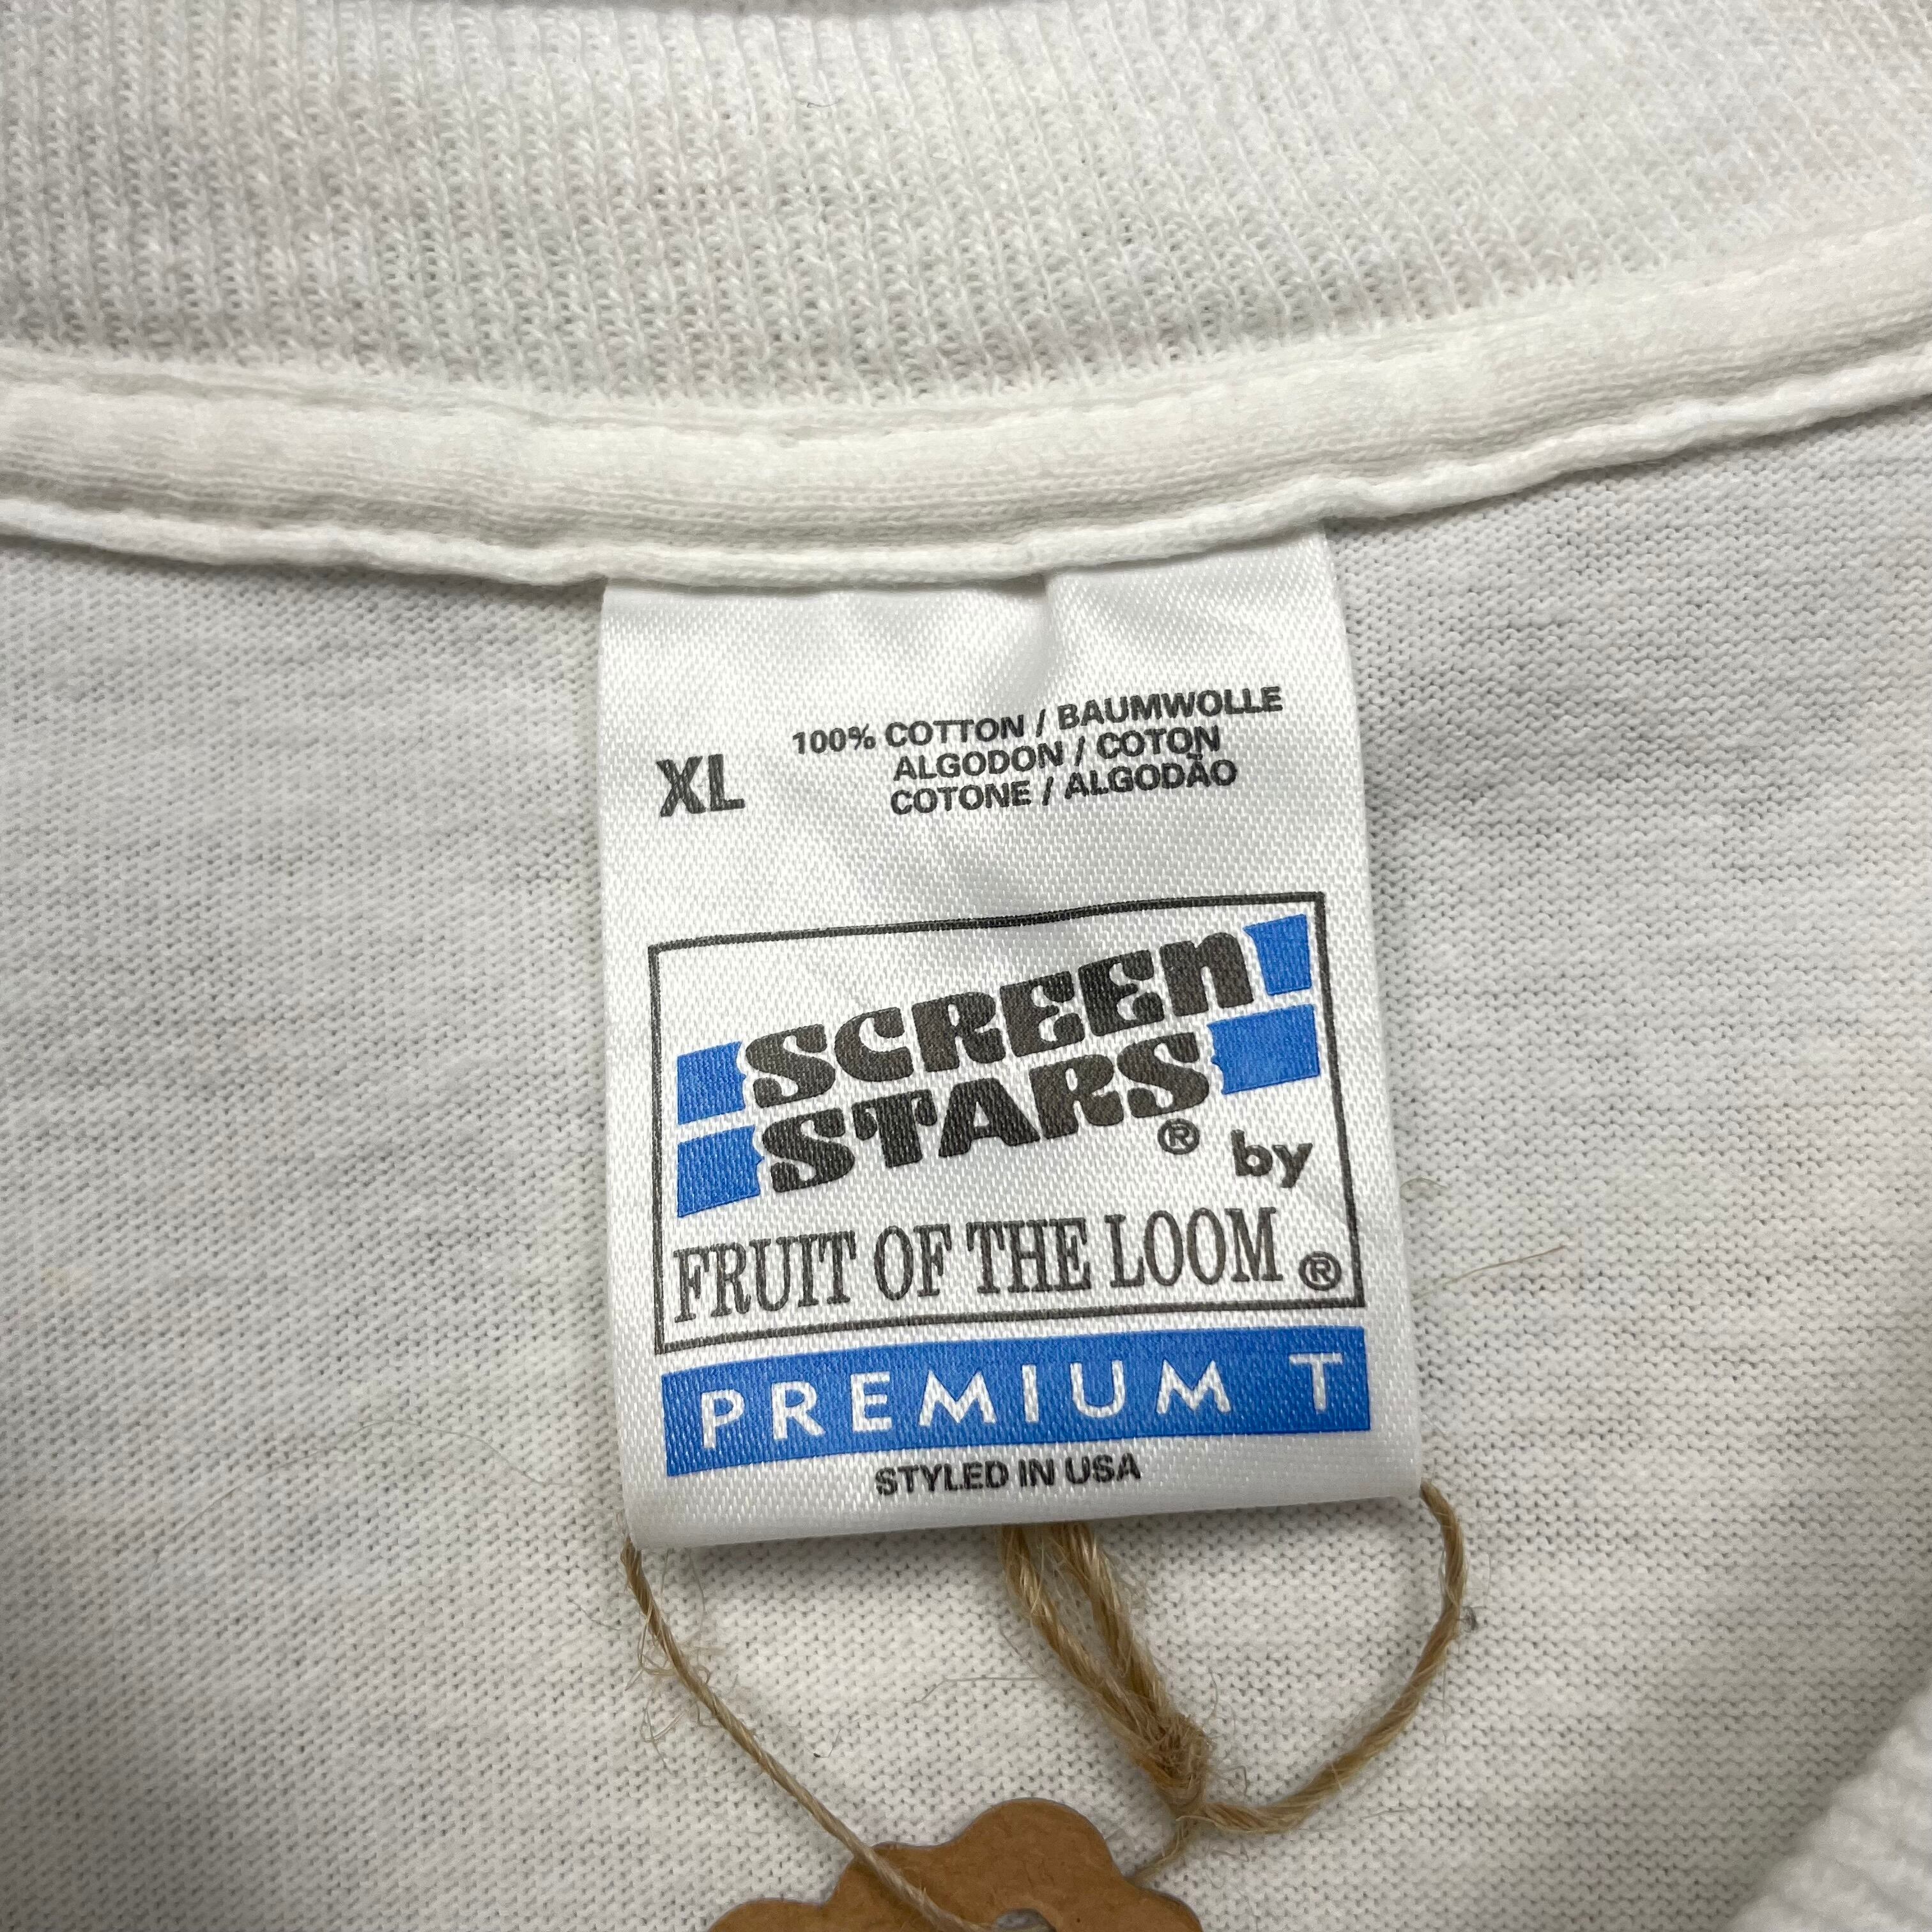 XL
100% COTTON / BAUMWOLLE
ALGODON / COTON
COTONE / ALGODÃO
SCREEN
STARS® by
FRUIT OF THE LOOM®
PREMIUM T
STYLED IN USA